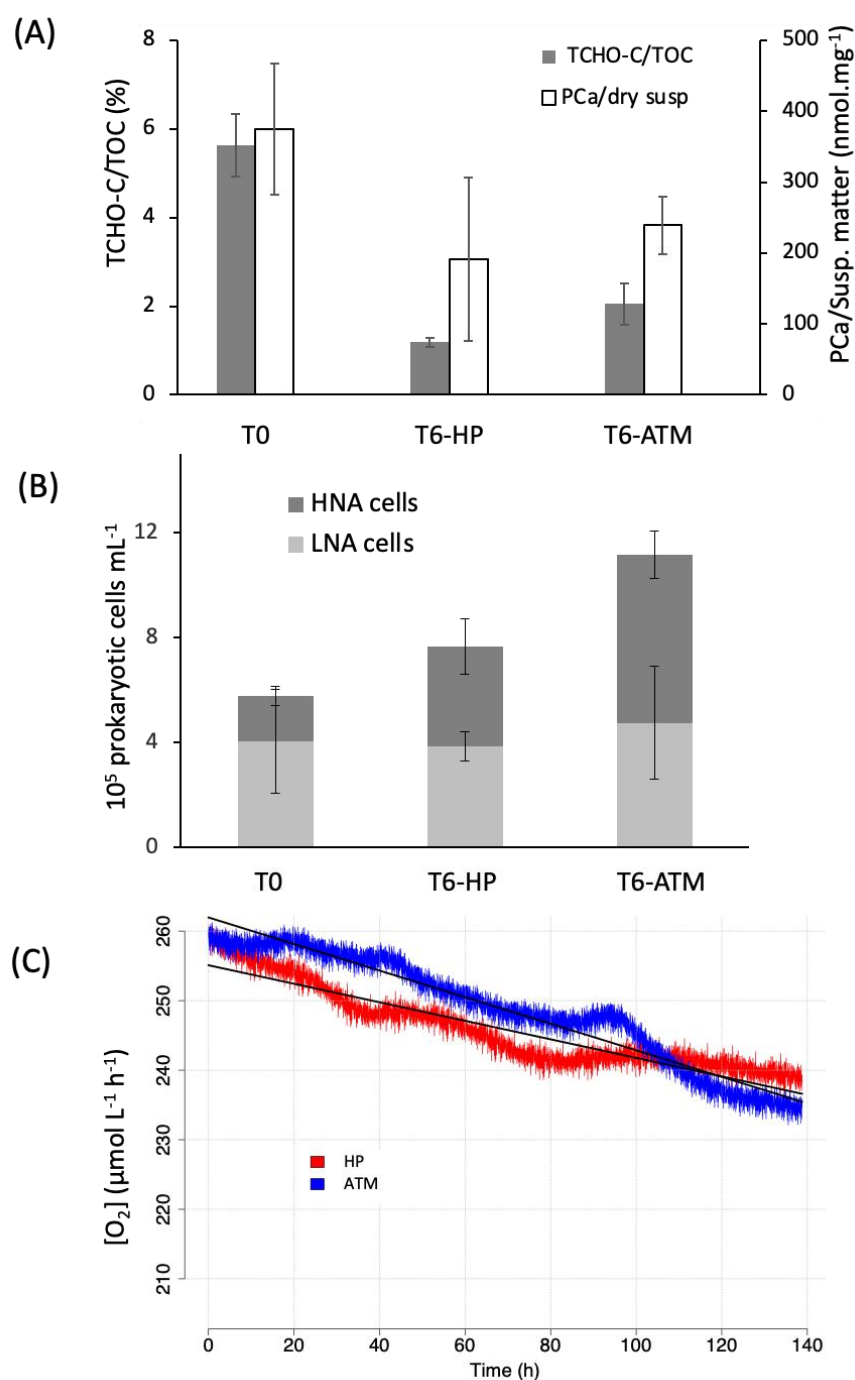 (A)
TCHO-C/TOC (%)
8
6
4
2
0
TCHO-C/TOC
PCa/dry susp
500
400
300
200
100
0
PCa/Susp. matter (nmol.mg⁻¹)
T0 T6-HP T6-ATM
(B)
10⁵ prokaryotic cells mL⁻¹
12
8
4
0
HNA cells
LNA cells
T0 T6-HP T6-ATM
(C)
[O₂] (µmol L⁻¹ h⁻¹)
260
250
240
230
220
210
HP
ATM
0 20 40 60 80 100 120 140
Time (h)